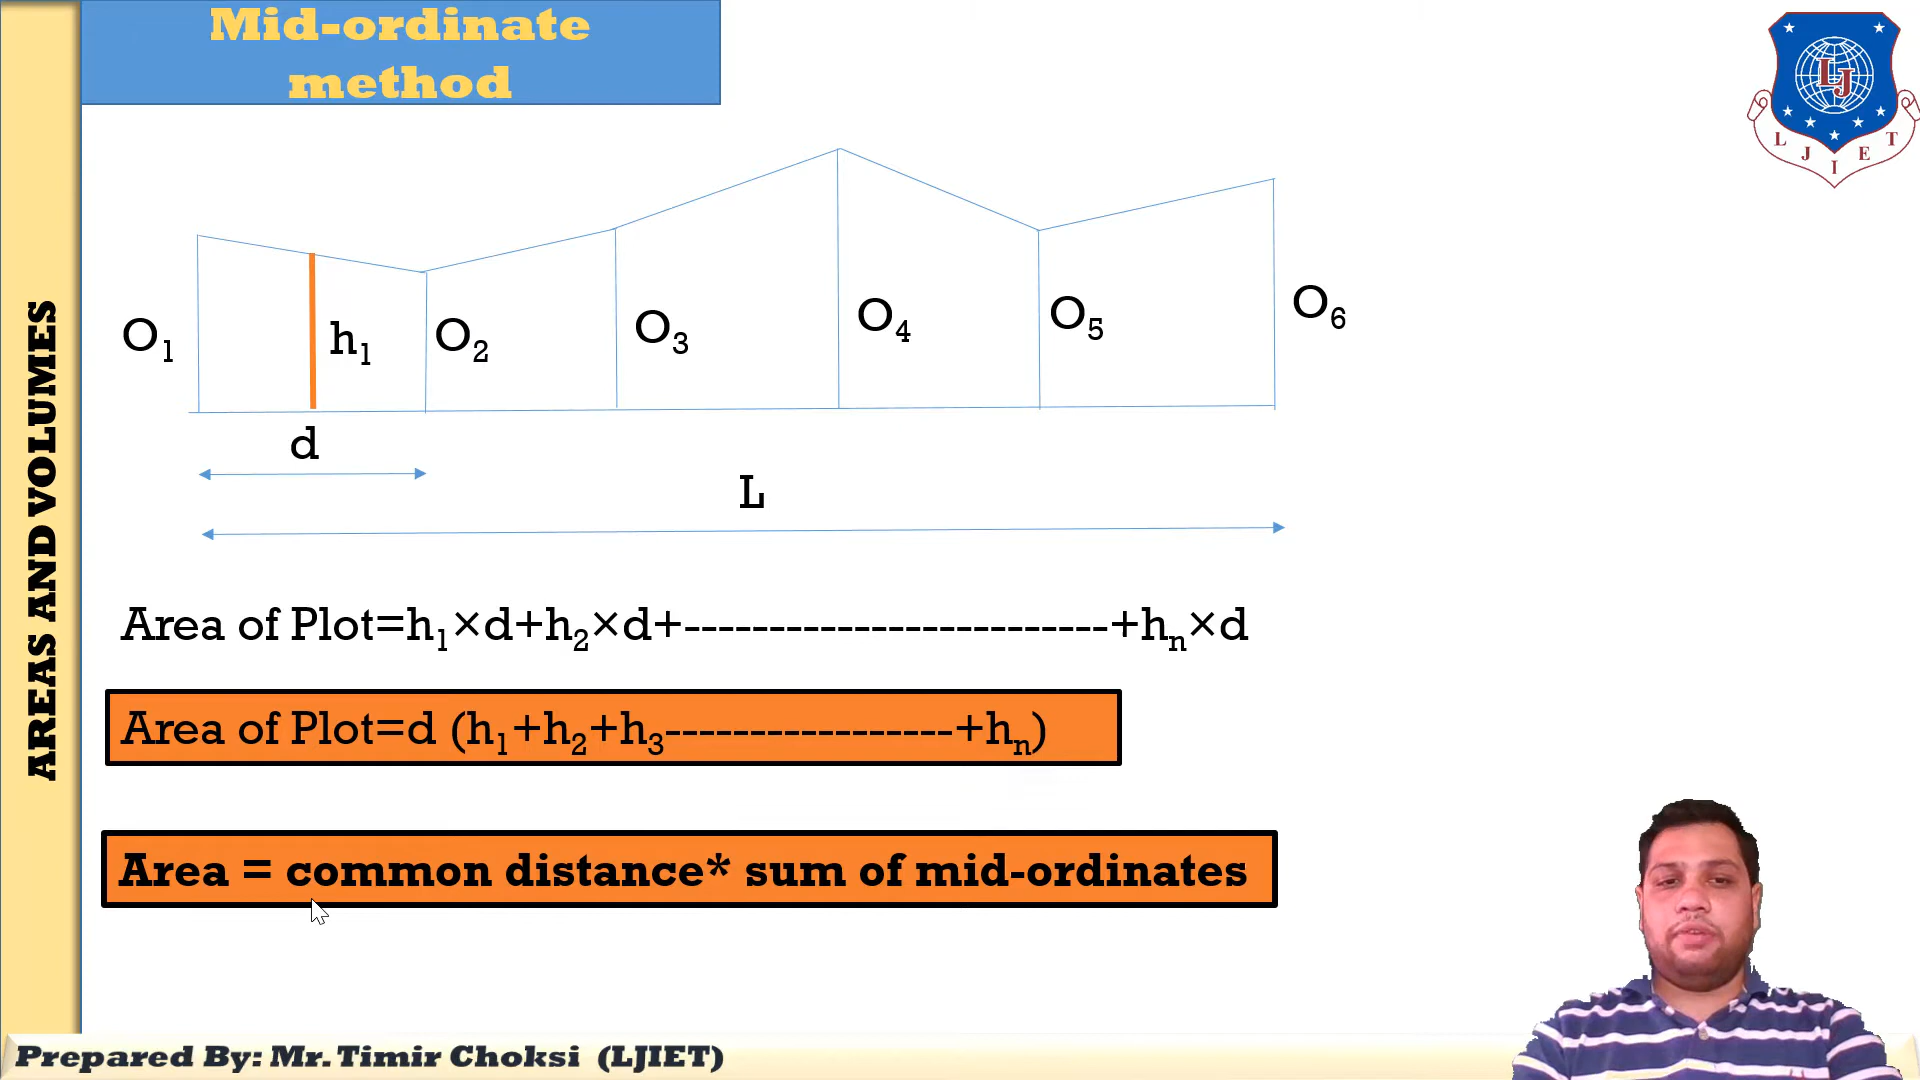 Mid-ordinate
method
LJ
L J I E T
AREAS AND VOLUMES
O₁
h₁
O₂
O₃
O₄
O₅
O₆
d
L
Area of Plot=h₁×d+h₂×d+-------------------------+hₙ×d
Area of Plot=d (h₁+h₂+h₃-----------------+hₙ)
Area = common distance* sum of mid-ordinates
Prepared By: Mr. Timir Choksi (LJIET)